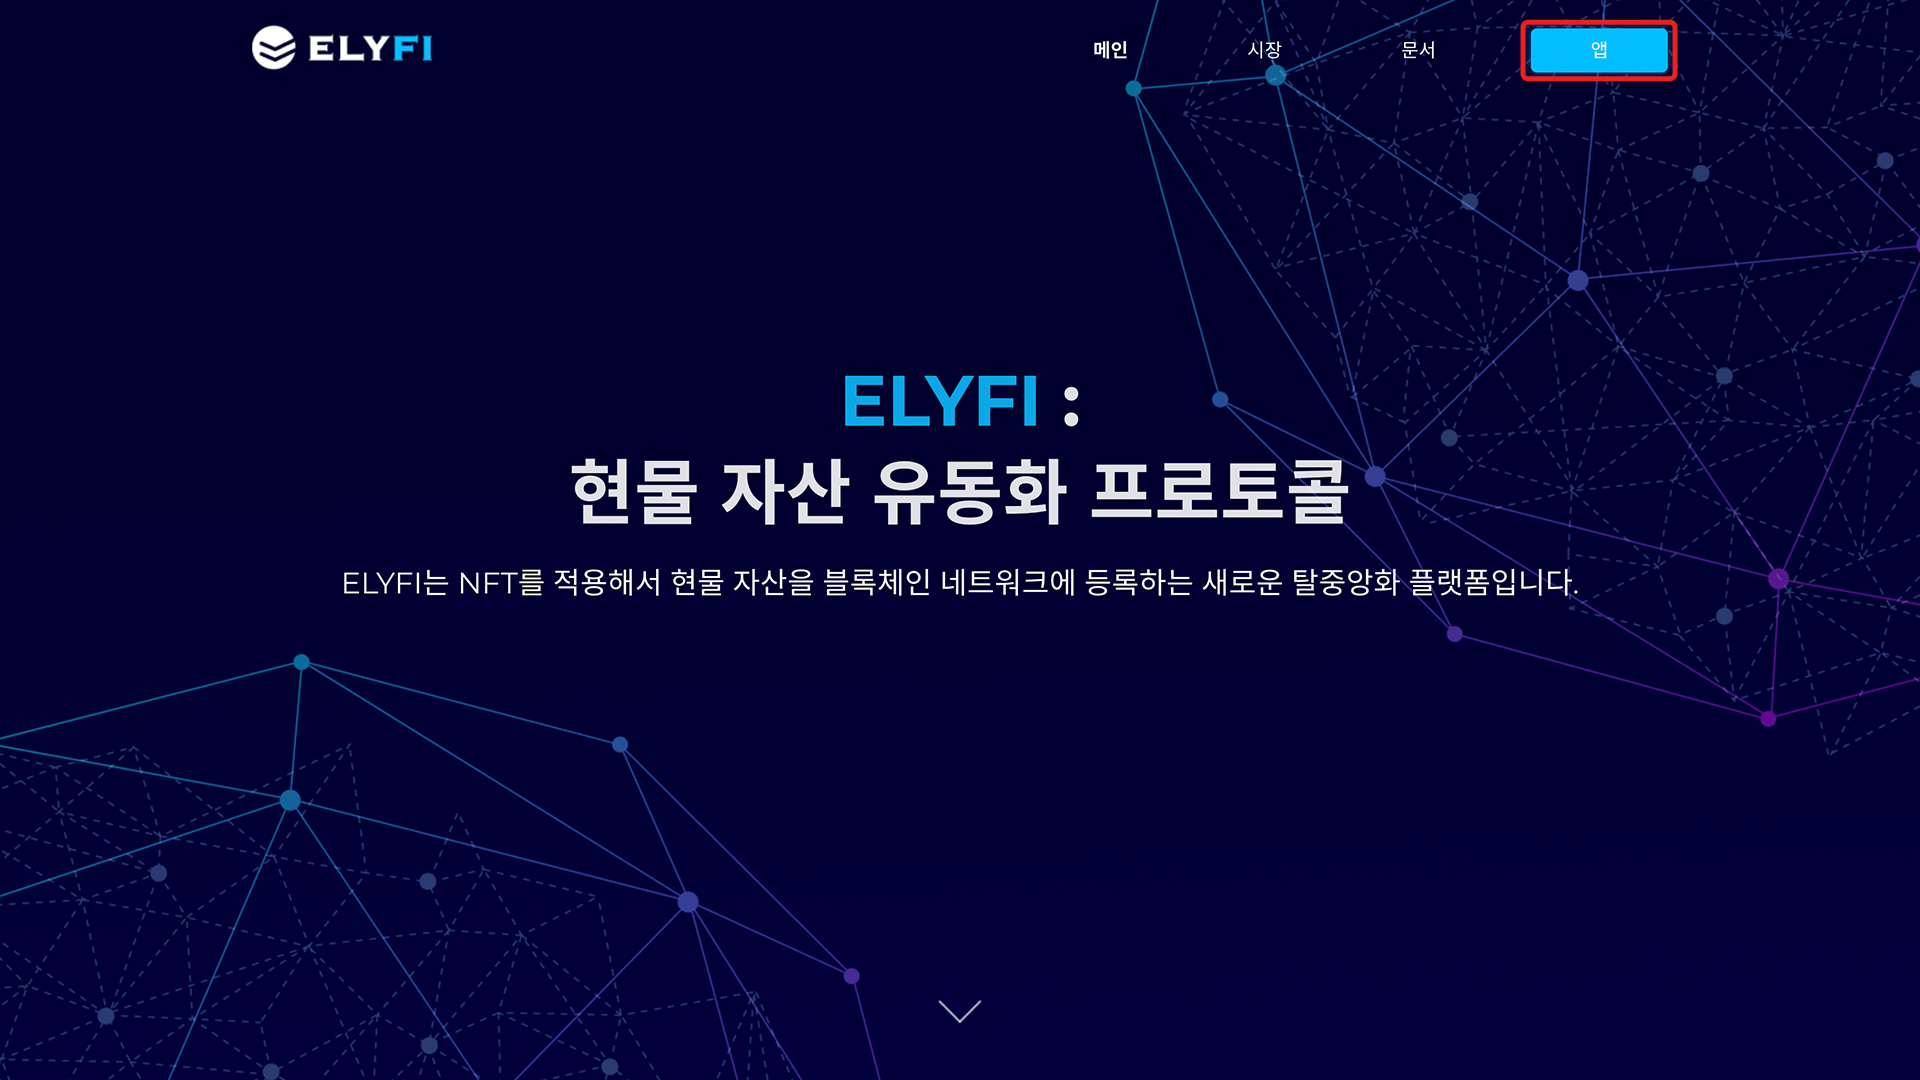 ELYFI
메인
시장
문서
앱
ELYFI :
현물 자산 유동화 프로토콜
ELYFI는 NFT를 적용해서 현물 자산을 블록체인 네트워크에 등록하는 새로운 탈중앙화 플랫폼입니다.